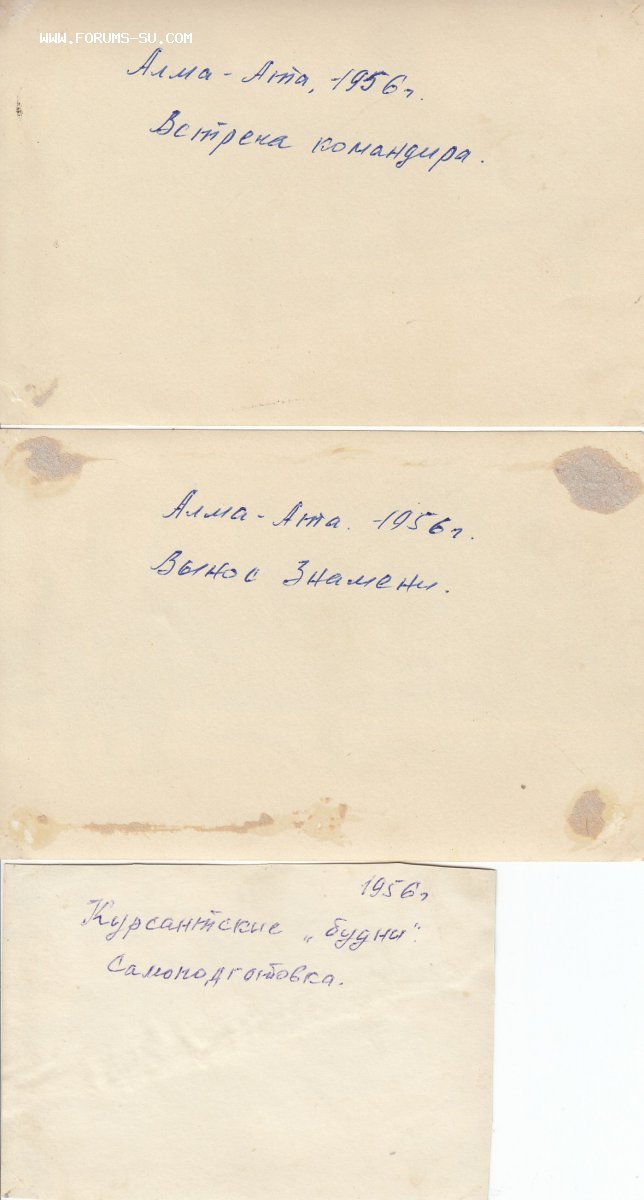 WWW.FORUMS-SU.COM
Алма-Ата, 1956г.
Встреча командира.
Алма-Ата. 1956г.
Вынос Знамени.
1956г
Курсантские „будни“.
Самоподготовка.